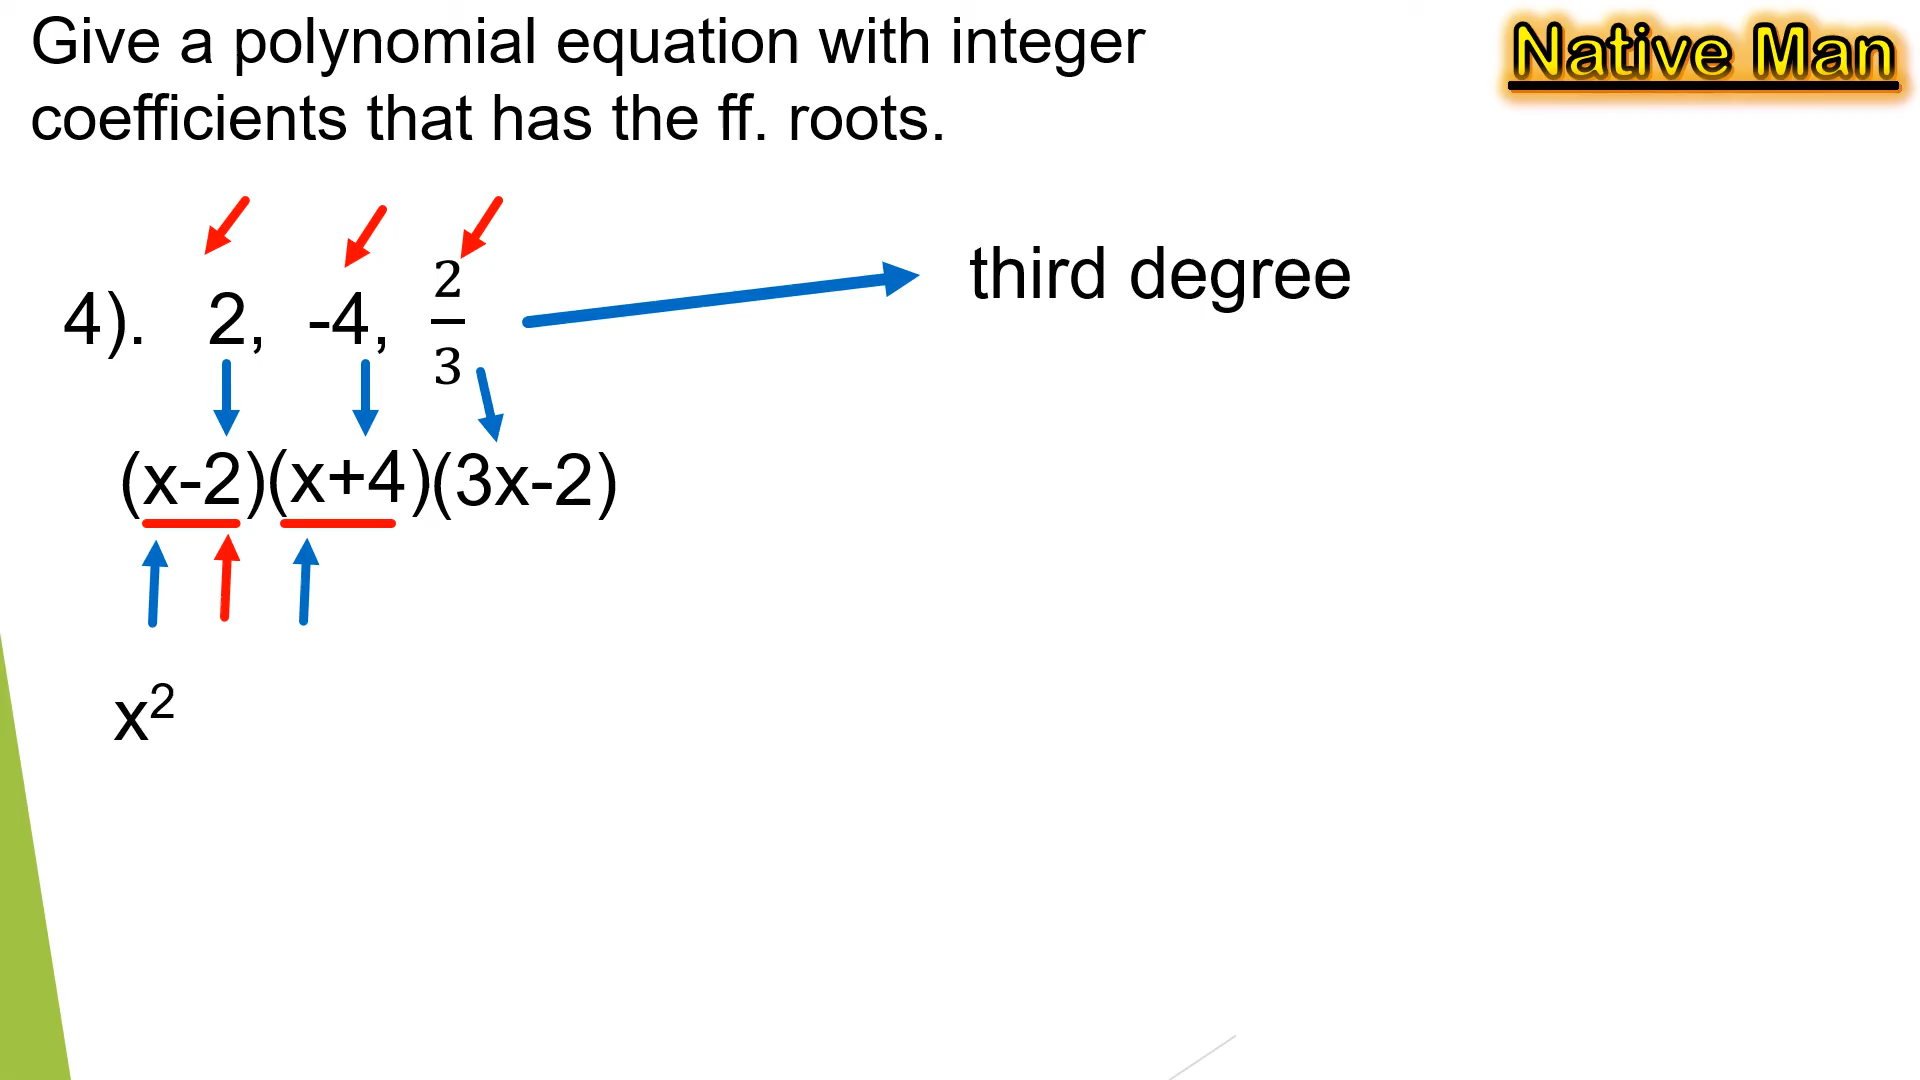 Give a polynomial equation with integer
Native Man
coefficients that has the ff. roots.
third degree
4). 2, -4, 2/3
(x-2)(x+4)(3x-2)
x²